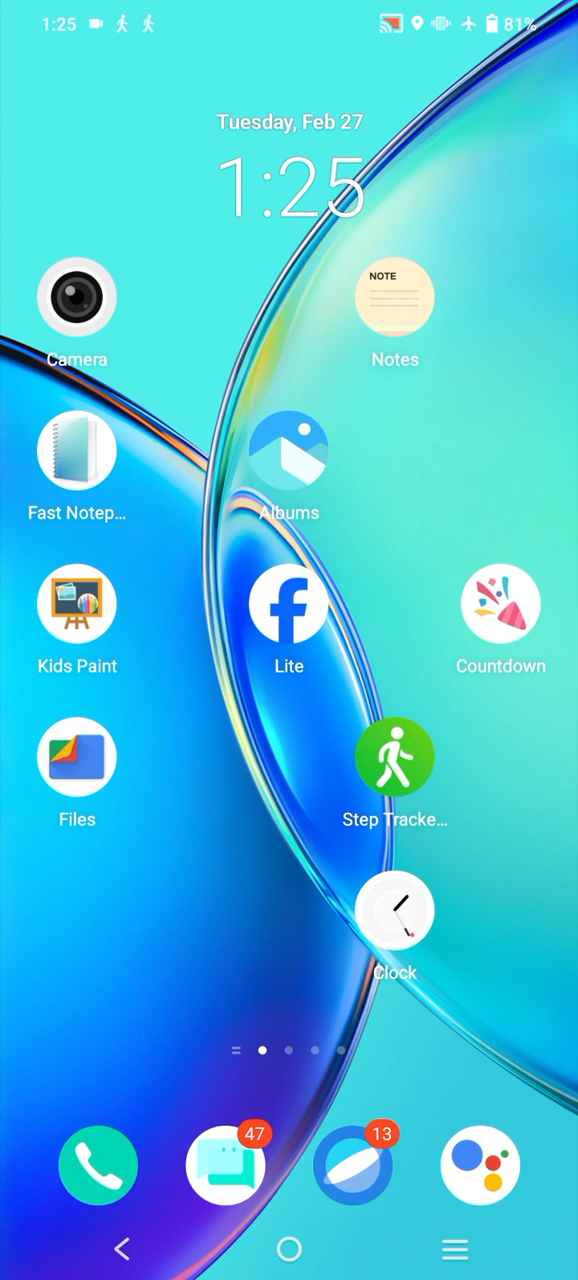 1:25
81%
Tuesday, Feb 27
1:25
NOTE
Camera
Notes
Fast Notep...
Albums
Kids Paint
Lite
Countdown
Files
Step Tracke...
Clock
47
13